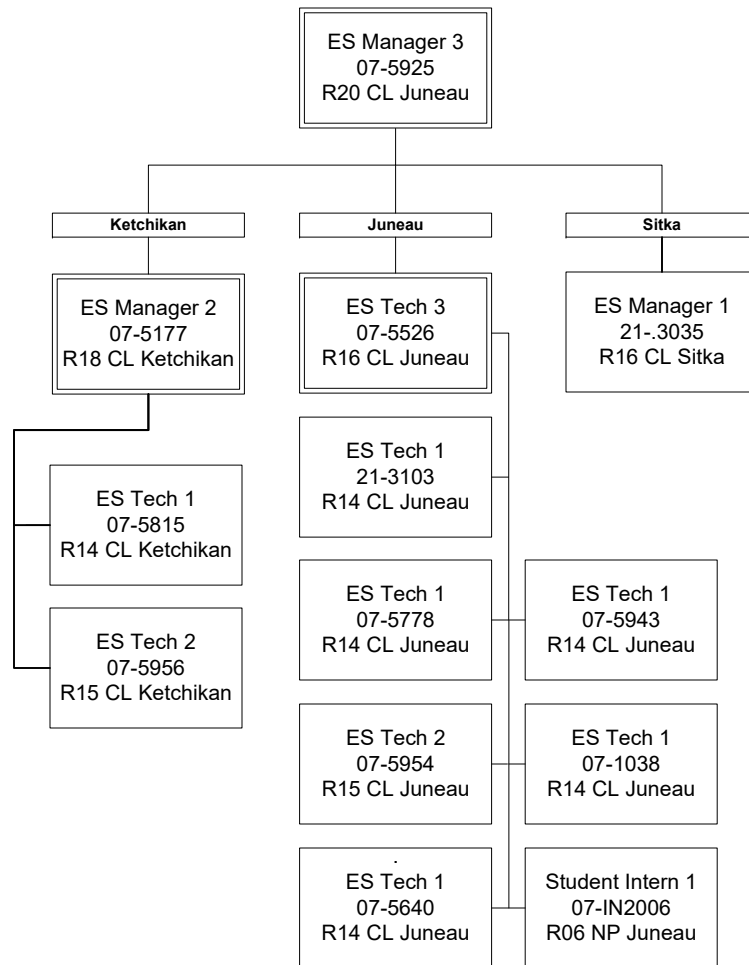 ES Manager 3
07-5925
R20 CL Juneau
Ketchikan
Juneau
Sitka
ES Manager 2
07-5177
R18 CL Ketchikan
ES Tech 3
07-5526
R16 CL Juneau
ES Manager 1
21-.3035
R16 CL Sitka
ES Tech 1
21-3103
R14 CL Juneau
ES Tech 1
07-5815
R14 CL Ketchikan
ES Tech 1
07-5778
R14 CL Juneau
ES Tech 1
07-5943
R14 CL Juneau
ES Tech 2
07-5956
R15 CL Ketchikan
ES Tech 2
07-5954
R15 CL Juneau
ES Tech 1
07-1038
R14 CL Juneau
.
ES Tech 1
07-5640
R14 CL Juneau
Student Intern 1
07-IN2006
R06 NP Juneau